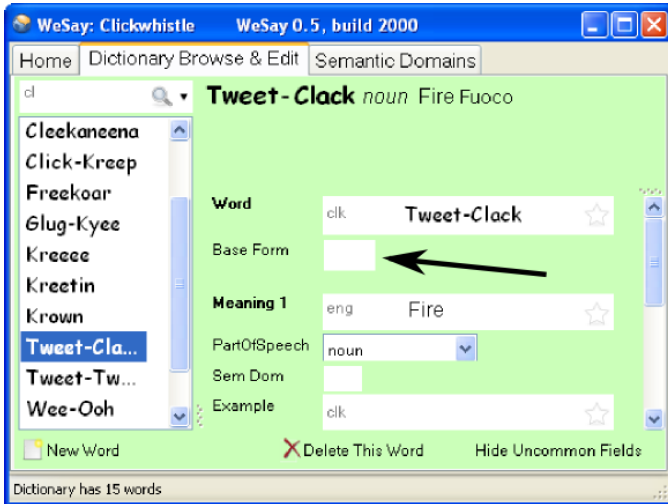 WeSay: Clickwhistle WeSay 0.5, build 2000
Home Dictionary Browse & Edit Semantic Domains
cl
Tweet-Clack noun Fire Fuoco
Cleekaneena
Click-Kreep
Freekoar
Glug-Kyee
Kreeee
Kreetin
Krown
Tweet-Cla...
Tweet-Tw...
Wee-Ooh
Word clk Tweet-Clack
Base Form
Meaning 1 eng Fire
PartOfSpeech noun
Sem Dom
Example clk
New Word Delete This Word Hide Uncommon Fields
Dictionary has 15 words